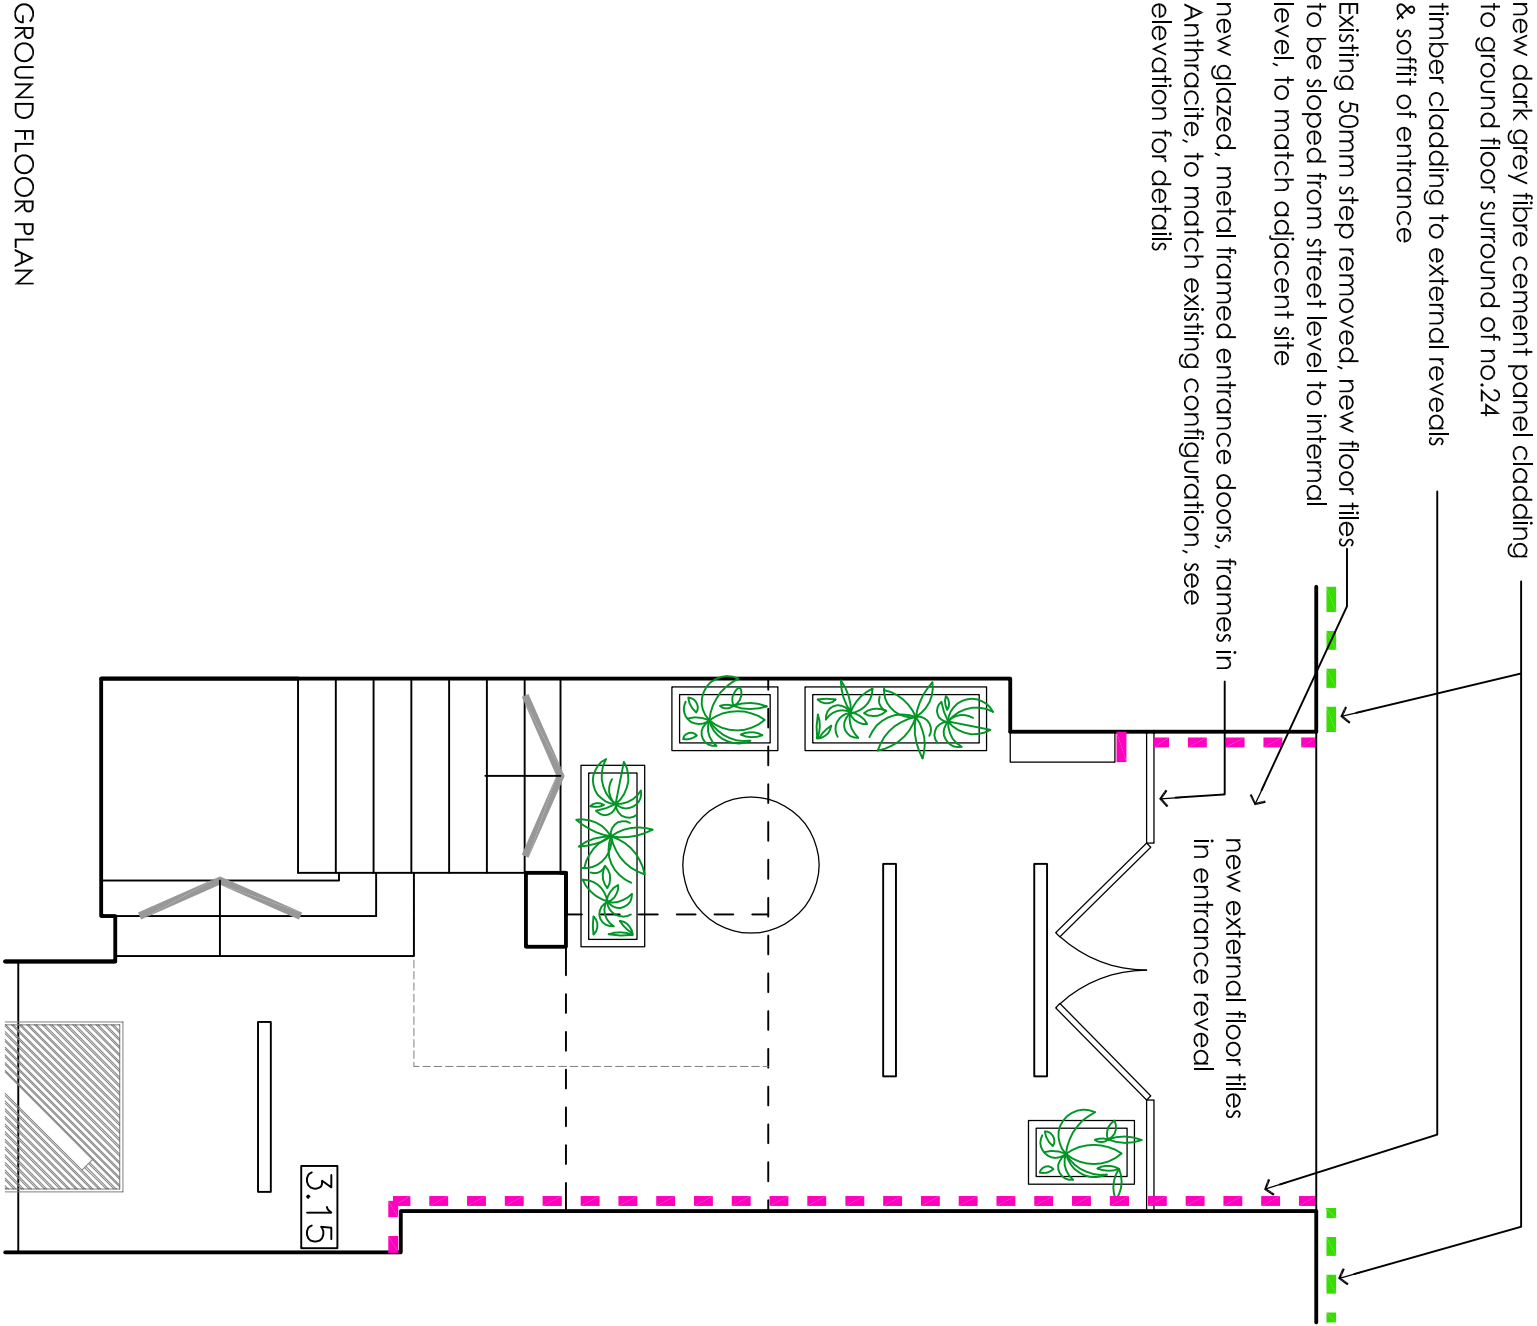 new dark grey fibre cement panel cladding
to ground floor surround of no.24
timber cladding to external reveals
& soffit of entrance
Existing 50mm step removed, new floor tiles
to be sloped from street level to internal
level, to match adjacent site
new glazed, metal framed entrance doors, frames in
Anthracite, to match existing configuration, see
elevation for details
new external floor tiles
in entrance reveal
3.15
GROUND FLOOR PLAN